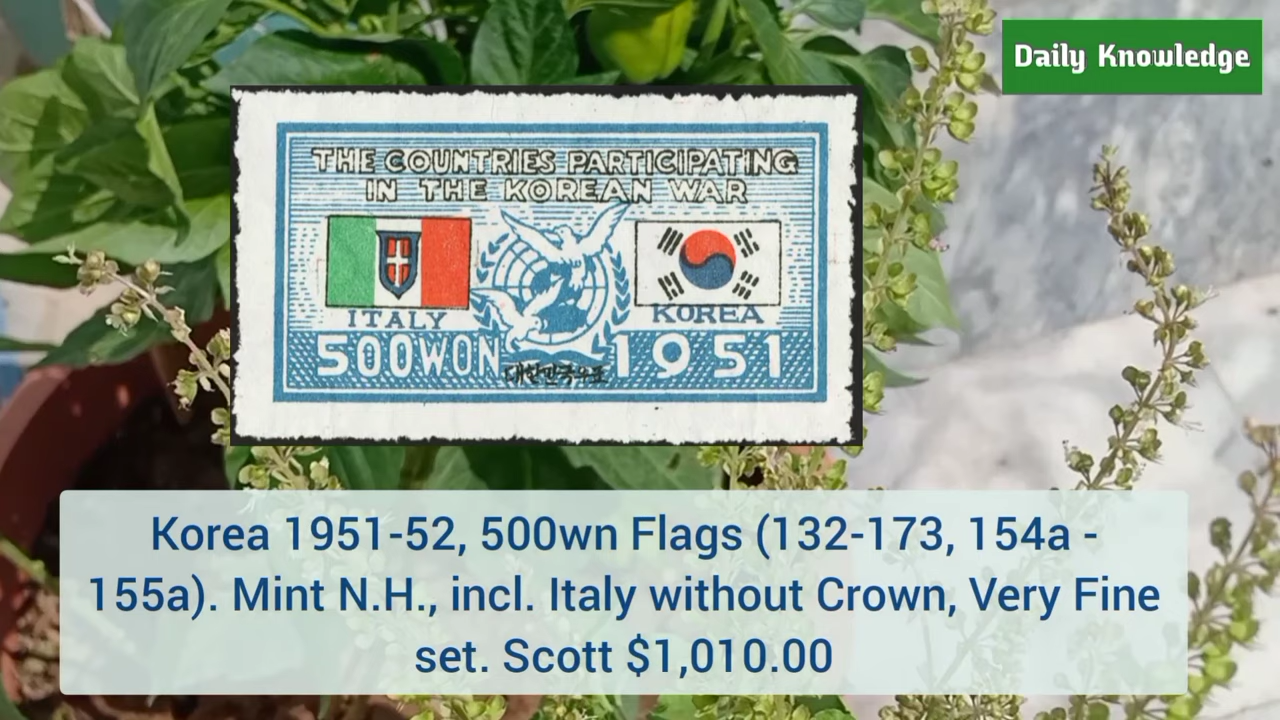 Daily Knowledge
THE COUNTRIES PARTICIPATING
IN THE KOREAN WAR
ITALY
KOREA
500WON
1951
대한민국우표
Korea 1951-52, 500wn Flags (132-173, 154a -
155a). Mint N.H., incl. Italy without Crown, Very Fine
set. Scott $1,010.00